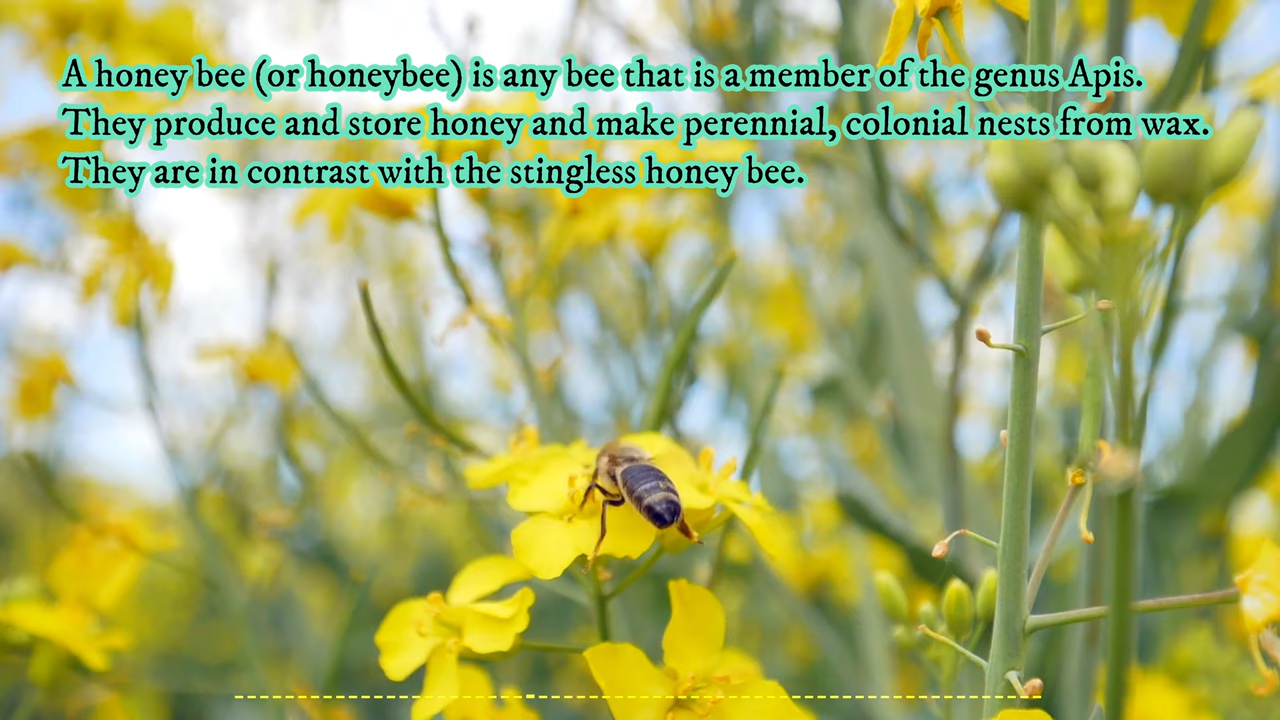 A honey bee (or honeybee) is any bee that is a member of the genus Apis.
They produce and store honey and make perennial, colonial nests from wax.
They are in contrast with the stingless honey bee.